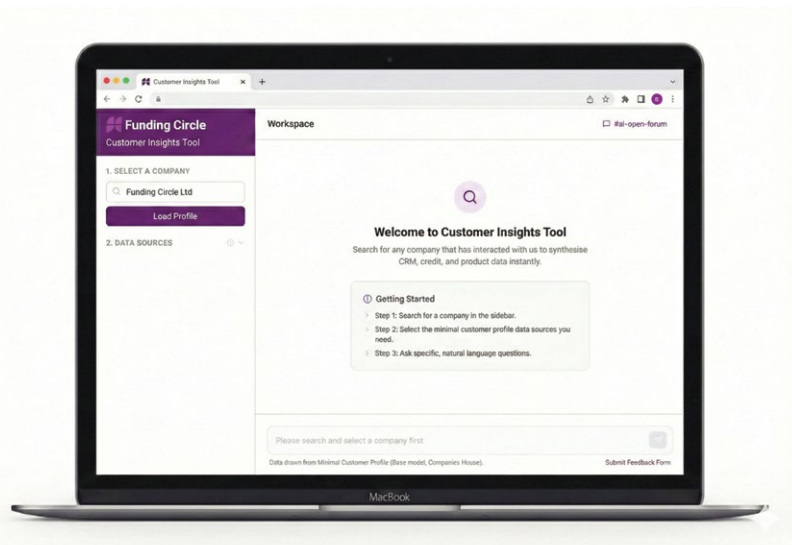 Customer Insights Tool
Funding Circle
Customer Insights Tool
1. SELECT A COMPANY
Funding Circle Ltd
Load Profile
2. DATA SOURCES
Workspace
#ai-open-forum
Welcome to Customer Insights Tool
Search for any company that has interacted with us to synthesise
CRM, credit, and product data instantly.
Getting Started
Step 1: Search for a company in the sidebar.
Step 2: Select the minimal customer profile data sources you
need.
Step 3: Ask specific, natural language questions.
Please search and select a company first
Data drawn from Minimal Customer Profile (Base model, Companies House).
Submit Feedback Form
MacBook